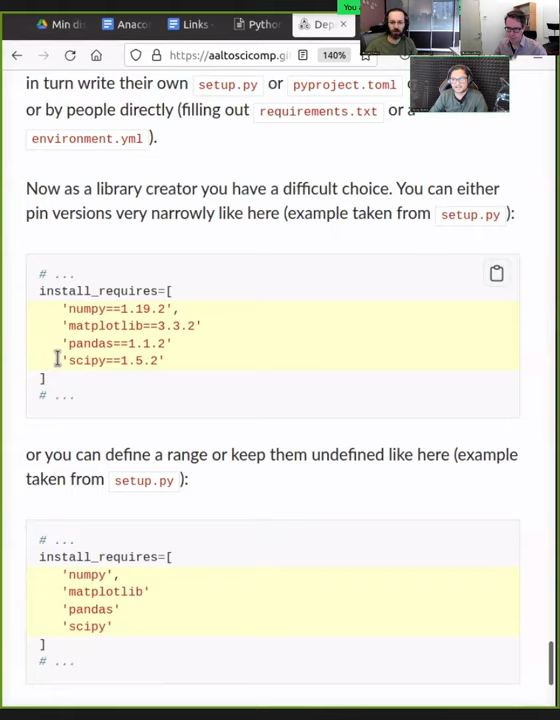 You a
Min di
Anacor
Links -
Python
Dep
https://aaltoscicomp.gi
140%
in turn write their own setup.py or pyproject.toml
or by people directly (filling out requirements.txt or a
environment.yml ).
Now as a library creator you have a difficult choice. You can either
pin versions very narrowly like here (example taken from setup.py ):
# ...
install_requires=[
'numpy==1.19.2',
'matplotlib==3.3.2'
'pandas==1.1.2'
'scipy==1.5.2'
]
# ...
or you can define a range or keep them undefined like here (example
taken from setup.py ):
# ...
install_requires=[
'numpy',
'matplotlib'
'pandas'
'scipy'
]
# ...